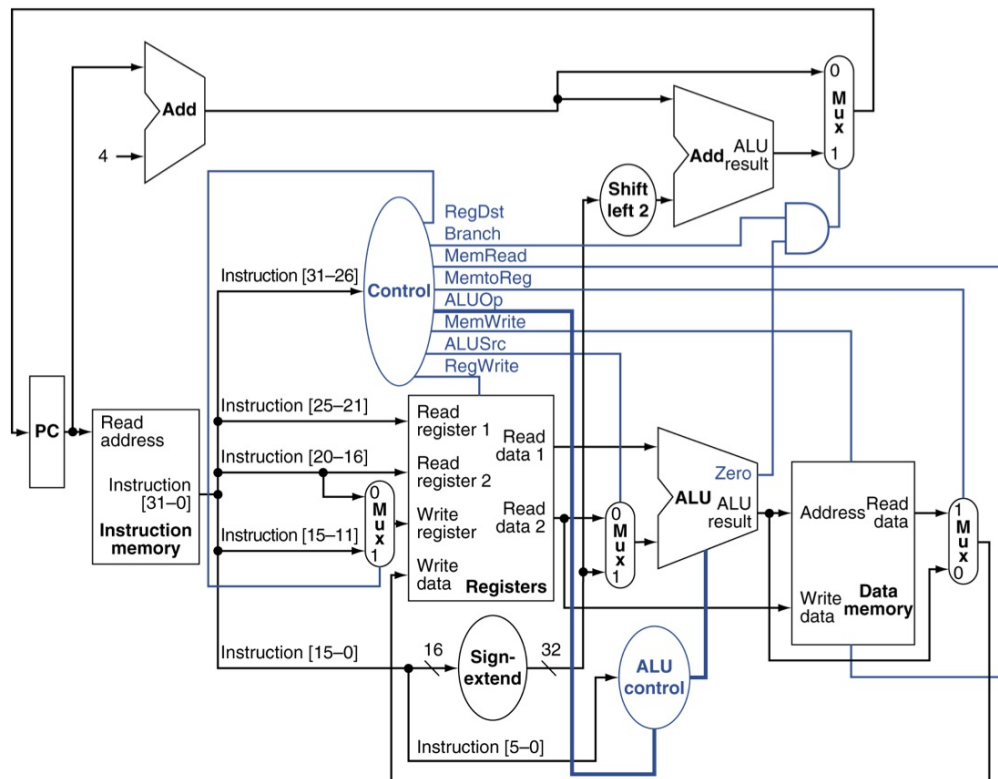 0
M
u
x
1
Add
Add ALU
result
4
Shift
left 2
RegDst
Branch
MemRead
MemtoReg
ALUOp
MemWrite
ALUSrc
RegWrite
Control
Instruction [31–26]
Instruction [25–21]
Instruction [20–16]
Instruction [15–11]
Instruction [15–0]
Instruction [5–0]
PC
Read
address
Instruction
[31–0]
Instruction
memory
0
M
u
x
1
Read
register 1
Read
register 2
Write
register
Write
data
Read
data 1
Read
data 2
Registers
0
M
u
x
1
Zero
ALU
ALU
result
Address
Read
data
Write
data
Data
memory
1
M
u
x
0
16
Sign-
extend
32
ALU
control